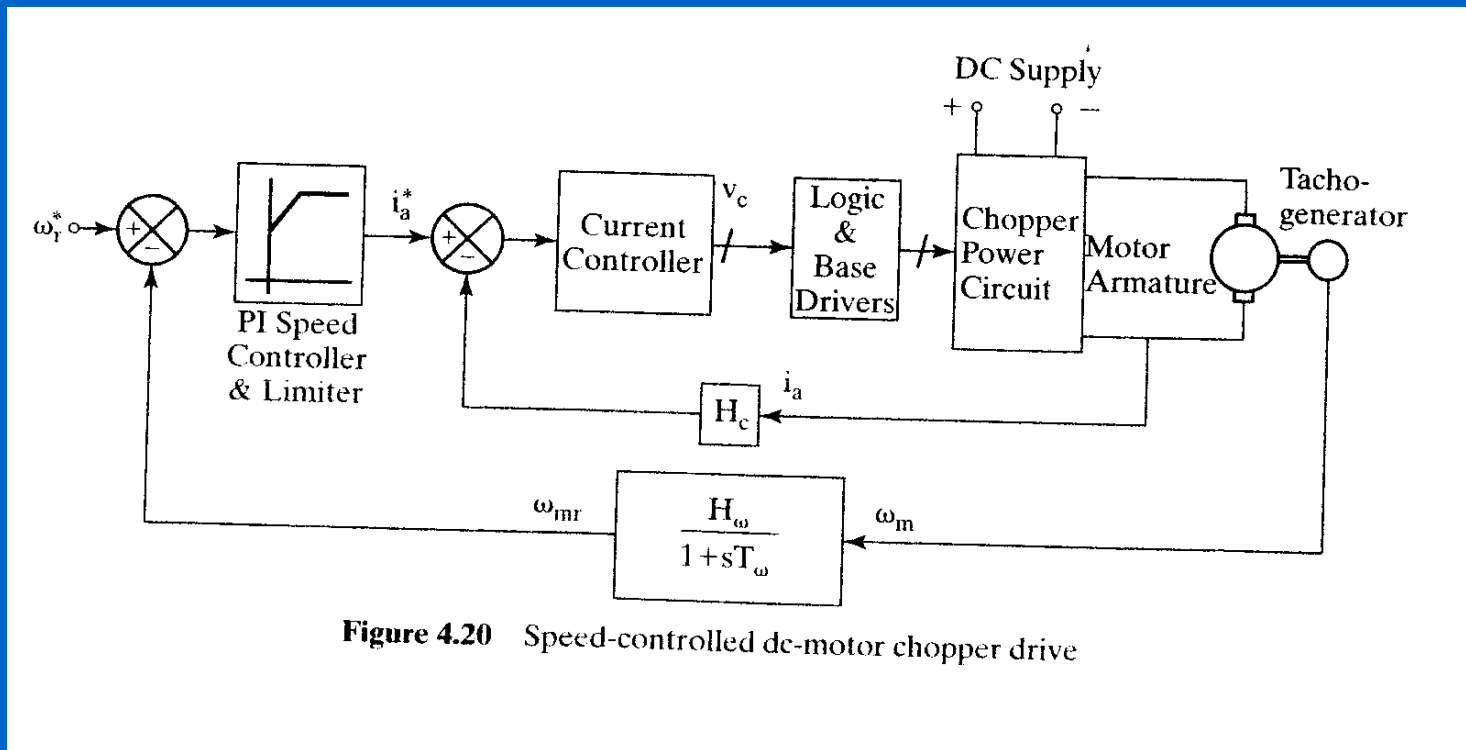 DC Supply
+ −
Tacho-
generator
ω*r
+
−
i*a
+
−
Current
Controller
vc
Logic
&
Base
Drivers
Chopper
Power
Circuit
Motor
Armature
PI Speed
Controller
& Limiter
Hc
ia
ωmr
Hω
1+sTω
ωm
Figure 4.20 Speed-controlled dc-motor chopper drive